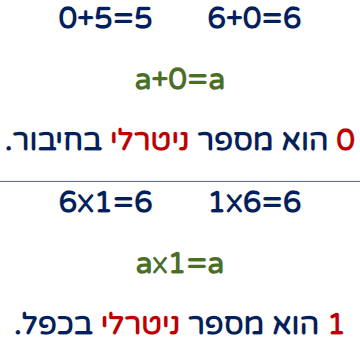 0+5=5 6+0=6
a+0=a
0 הוא מספר ניטרלי בחיבור.
6x1=6 1x6=6
ax1=a
1 הוא מספר ניטרלי בכפל.